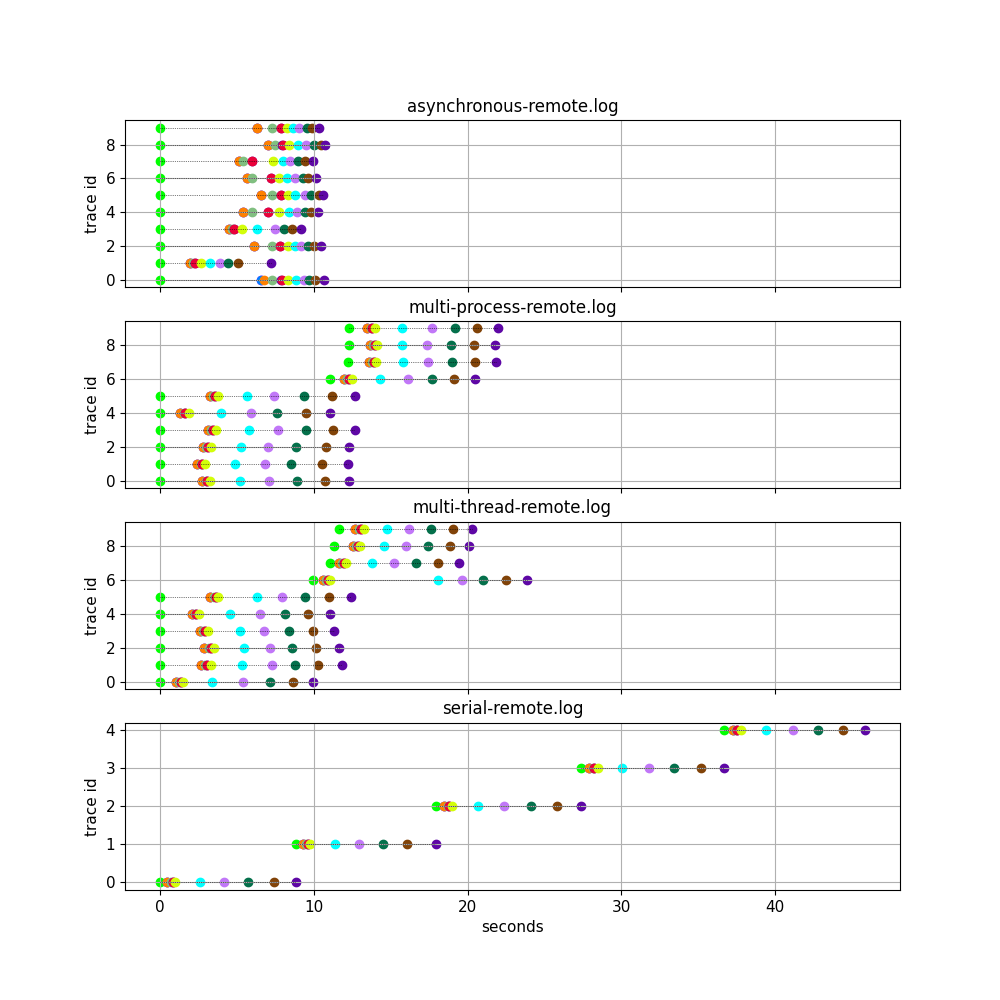 asynchronous-remote.log
8
6
4
2
0
trace id
multi-process-remote.log
8
6
4
2
0
trace id
multi-thread-remote.log
8
6
4
2
0
trace id
serial-remote.log
4
3
2
1
0
trace id
0 10 20 30 40
seconds